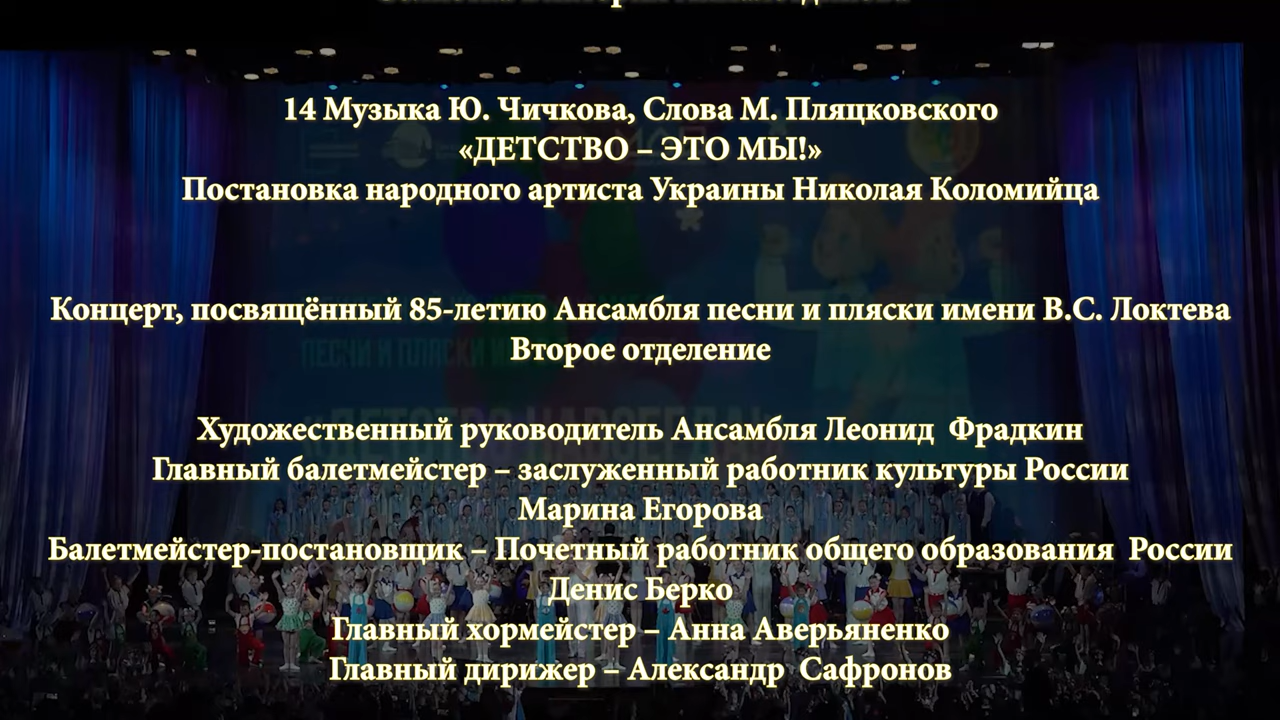 14 Музыка Ю. Чичкова, Слова М. Пляцковского
«ДЕТСТВО – ЭТО МЫ!»
Постановка народного артиста Украины Николая Коломийца
Концерт, посвящённый 85-летию Ансамбля песни и пляски имени В.С. Локтева
Второе отделение
ПЕСНИ И ПЛЯСКИ
Художественный руководитель Ансамбля Леонид Фрадкин
Главный балетмейстер – заслуженный работник культуры России
Марина Егорова
Балетмейстер-постановщик – Почетный работник общего образования России
Денис Берко
Главный хормейстер – Анна Аверьяненко
Главный дирижер – Александр Сафронов